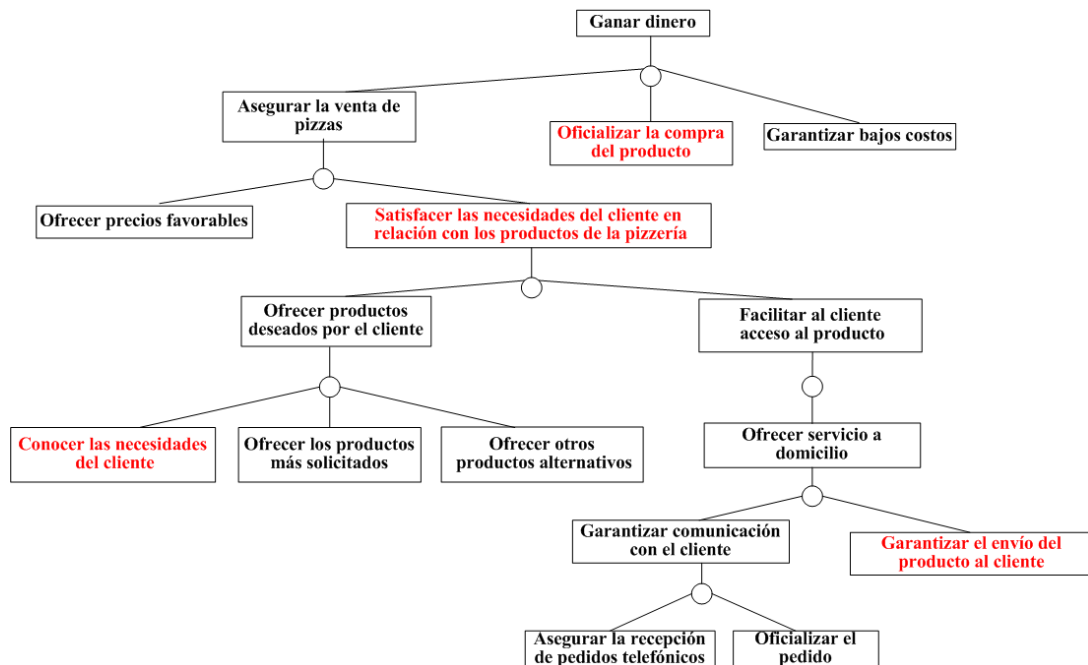 Ganar dinero
Asegurar la venta de
pizzas
Oficializar la compra
del producto
Garantizar bajos costos
Ofrecer precios favorables
Satisfacer las necesidades del cliente en
relación con los productos de la pizzería
Ofrecer productos
deseados por el cliente
Facilitar al cliente
acceso al producto
Conocer las necesidades
del cliente
Ofrecer los productos
más solicitados
Ofrecer otros
productos alternativos
Ofrecer servicio a
domicilio
Garantizar comunicación
con el cliente
Garantizar el envío del
producto al cliente
Asegurar la recepción
de pedidos telefónicos
Oficializar el
pedido